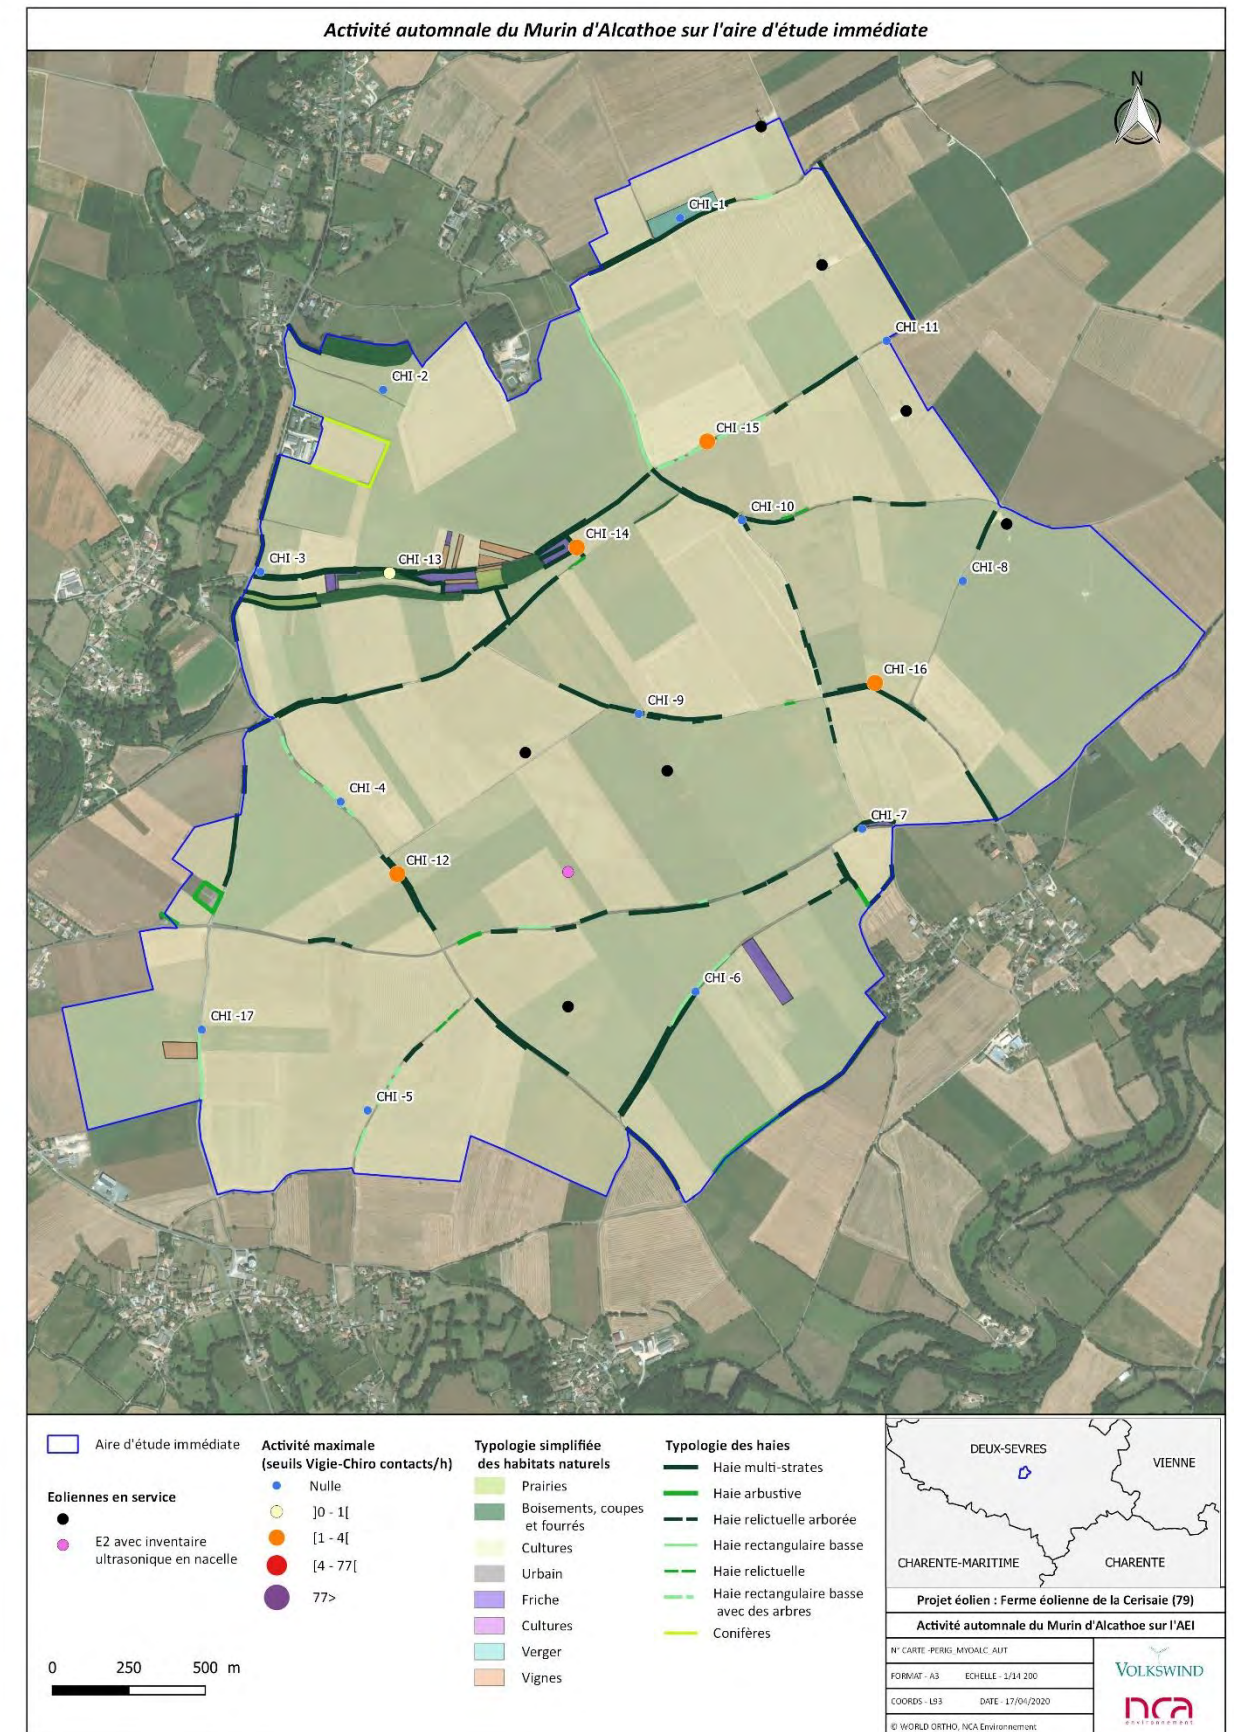 Activité automnale du Murin d'Alcathoe sur l'aire d'étude immédiate
N
CHI -1
CHI -11
CHI -2
CHI -15
CHI -10
CHI -14
CHI -3
CHI -13
CHI -8
CHI -16
CHI -9
CHI -4
CHI -7
CHI -12
CHI -6
CHI -17
CHI -5
Aire d'étude immédiate
Eoliennes en service
E2 avec inventaire
ultrasonique en nacelle
0 250 500 m
Activité maximale
(seuils Vigie-Chiro contacts/h)
Nulle
]0 - 1[
[1 - 4[
[4 - 77[
77>
Typologie simplifiée
des habitats naturels
Prairies
Boisements, coupes
et fourrés
Cultures
Urbain
Friche
Cultures
Verger
Vignes
Typologie des haies
Haie multi-strates
Haie arbustive
Haie relictuelle arborée
Haie rectangulaire basse
Haie relictuelle
Haie rectangulaire basse
avec des arbres
Conifères
DEUX-SEVRES
VIENNE
CHARENTE-MARITIME
CHARENTE
Projet éolien : Ferme éolienne de la Cerisaie (79)
Activité automnale du Murin d'Alcathoe sur l'AEI
N° CARTE -PERIG_MYOALC_AUT
FORMAT - A3 ECHELLE - 1/14 200
COORDS - L93 DATE - 17/04/2020
© WORLD ORTHO, NCA Environnement
VOLKSWIND
nca
environnement